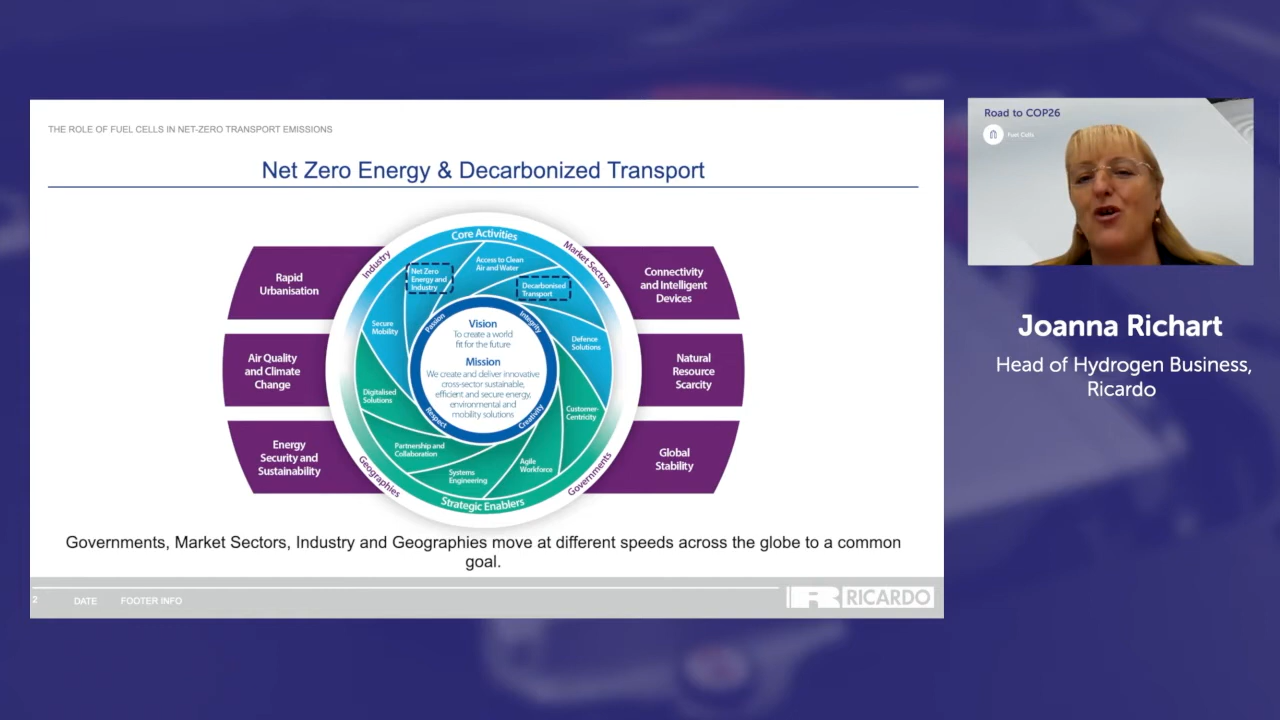 THE ROLE OF FUEL CELLS IN NET-ZERO TRANSPORT EMISSIONS
Net Zero Energy & Decarbonized Transport
Rapid
Urbanisation
Air Quality
and Climate
Change
Energy
Security and
Sustainability
Industry
Core Activities
Market Sectors
Net Zero
Energy and
Industry
Access to Clean
Air and Water
Decarbonised
Transport
Secure
Mobility
Defence
Solutions
Passion
Integrity
Vision
To create a world
fit for the future
Mission
We create and deliver innovative
cross-sector sustainable,
efficient and secure energy,
environmental and
mobility solutions
Respect
Creativity
Digitalised
Solutions
Customer-
Centricity
Partnership and
Collaboration
Systems
Engineering
Agile
Workforce
Geographies
Strategic Enablers
Governments
Connectivity
and Intelligent
Devices
Natural
Resource
Scarcity
Global
Stability
Governments, Market Sectors, Industry and Geographies move at different speeds across the globe to a common
goal.
2
DATE
FOOTER INFO
RICARDO
Road to COP26
Fuel Cells
Joanna Richart
Head of Hydrogen Business,
Ricardo